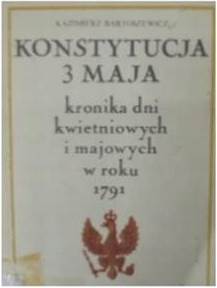 KAZIMIERZ BARTOSZEWICZ
KONSTYTUCJA
3 MAJA
kronika dni
kwietniowych
i majowych
w roku
1791